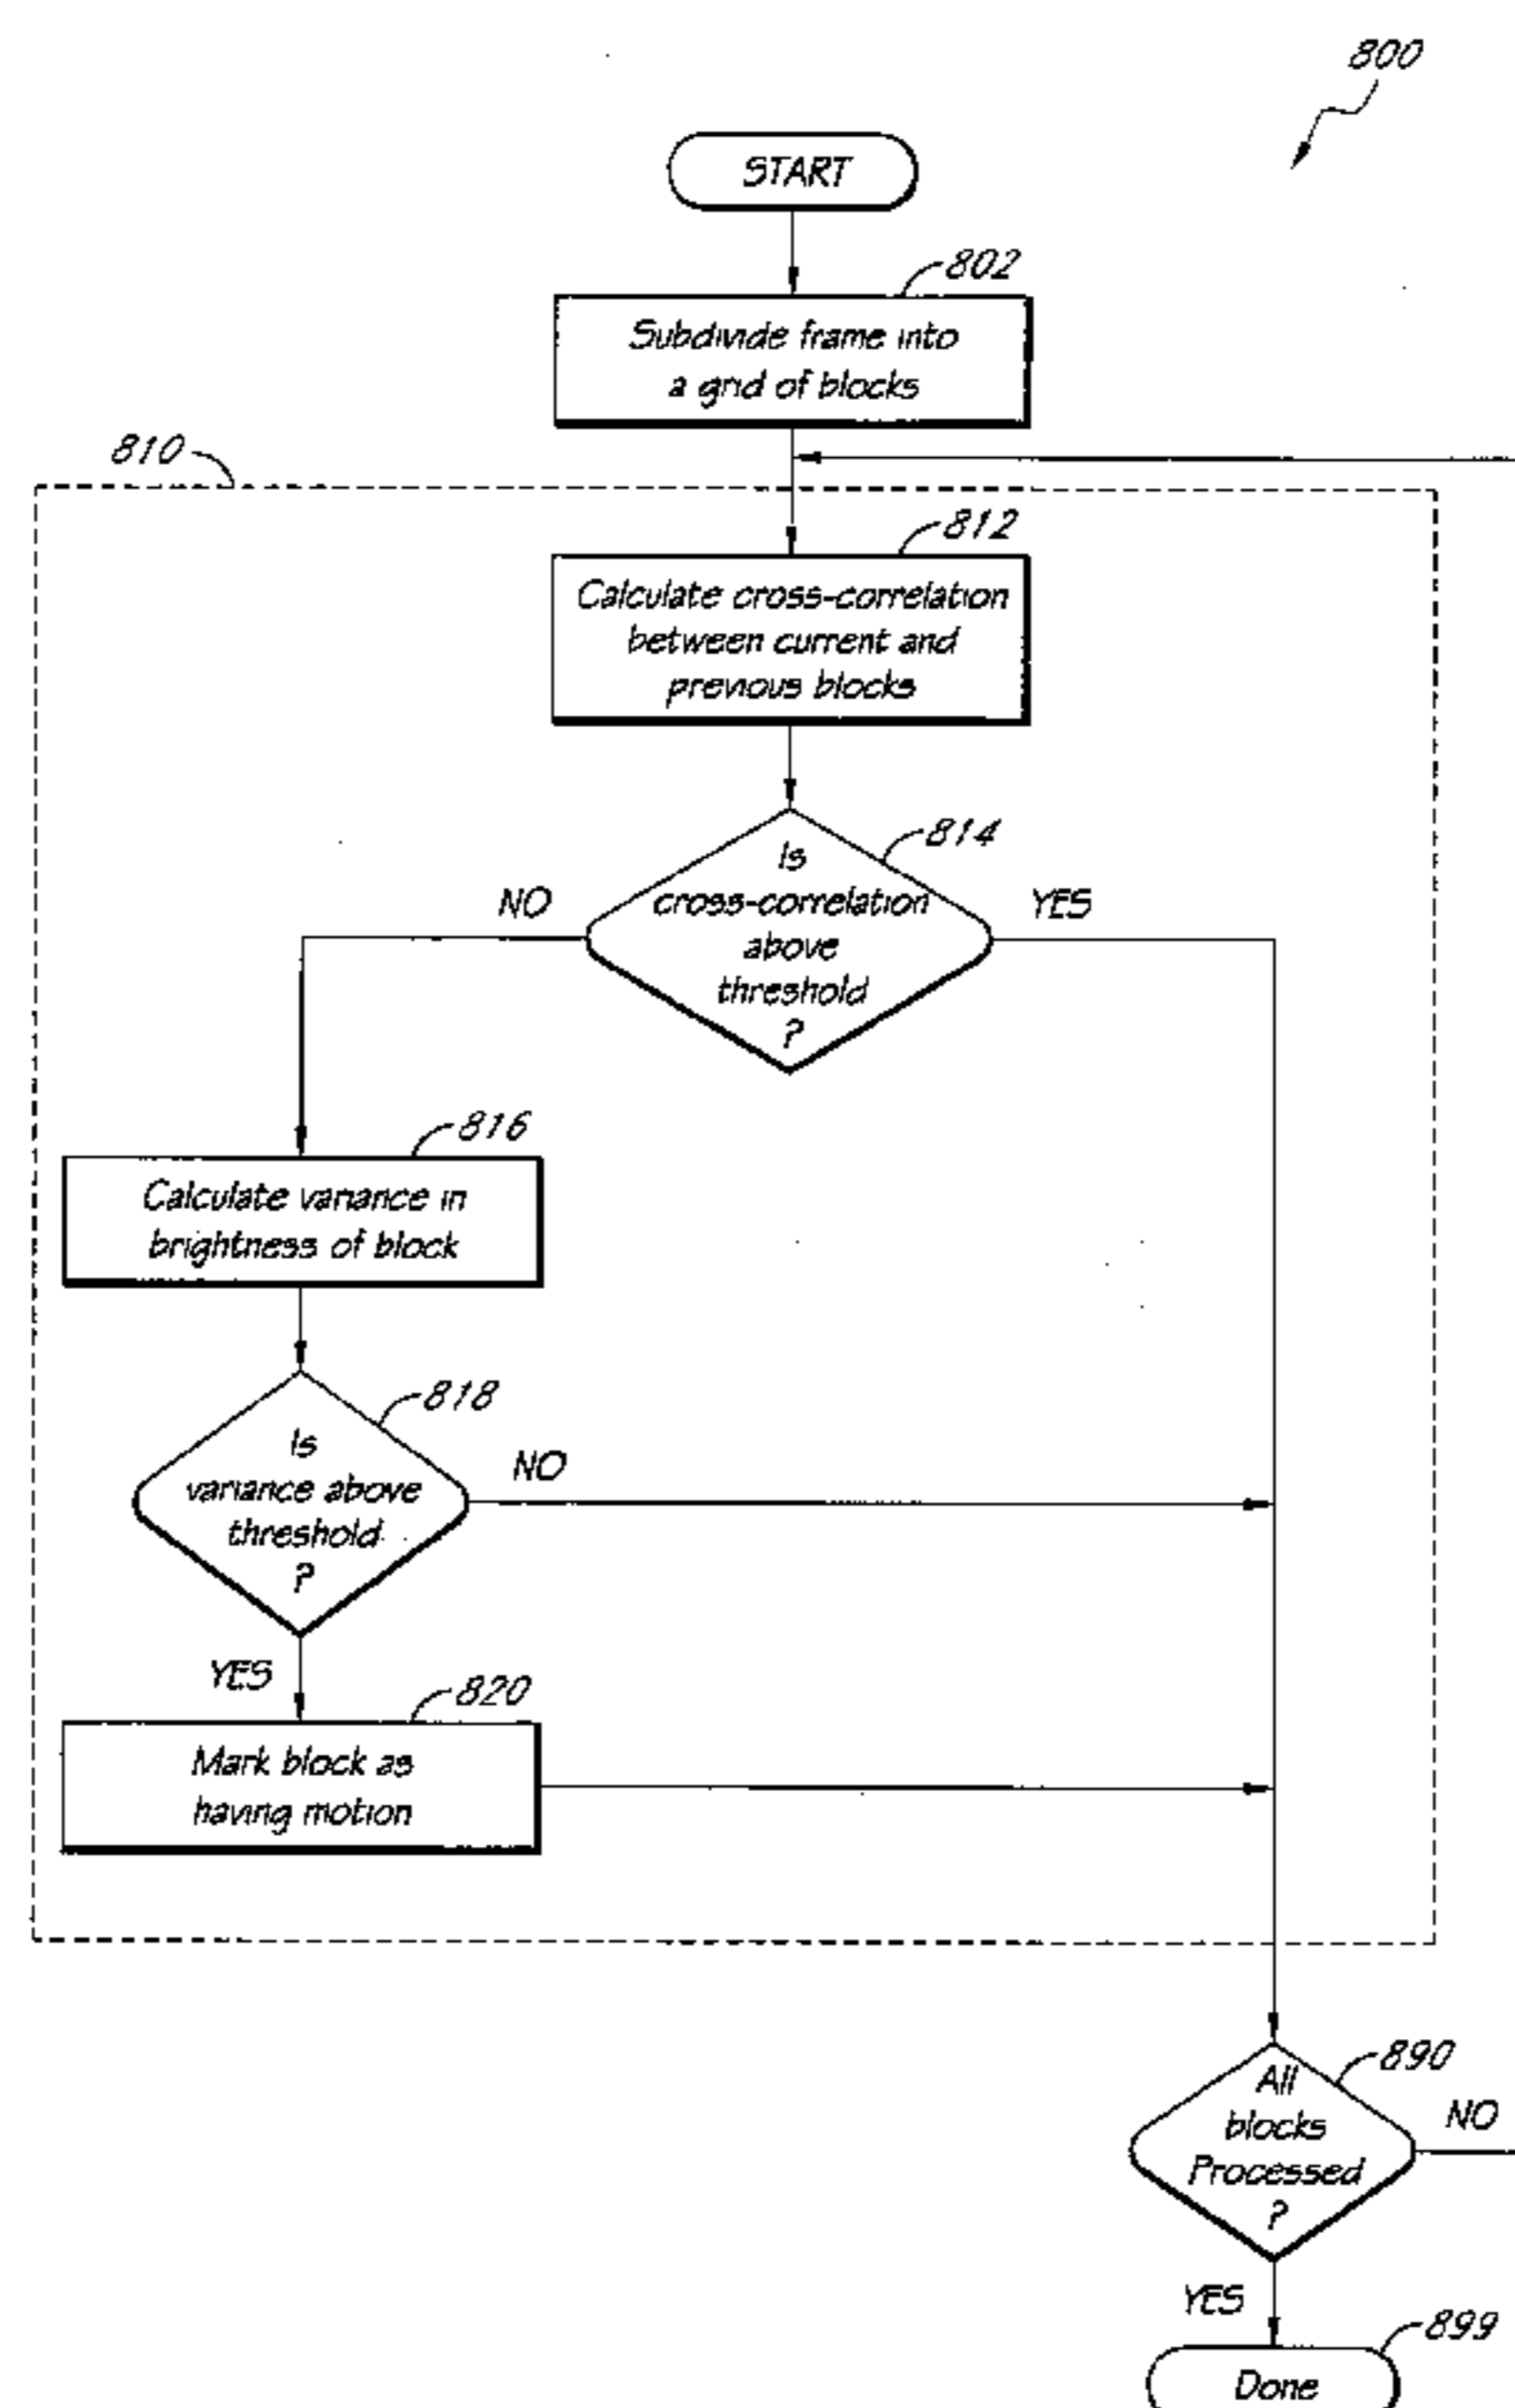 800
START
802
Subdivide frame into
a grid of blocks
810
812
Calculate cross-correlation
between current and
previous blocks
814
Is
cross-correlation
above
threshold
?
NO
YES
816
Calculate variance in
brightness of block
818
Is
variance above
threshold
?
NO
YES
820
Mark block as
having motion
890
All
blocks
Processed
?
NO
YES
899
Done